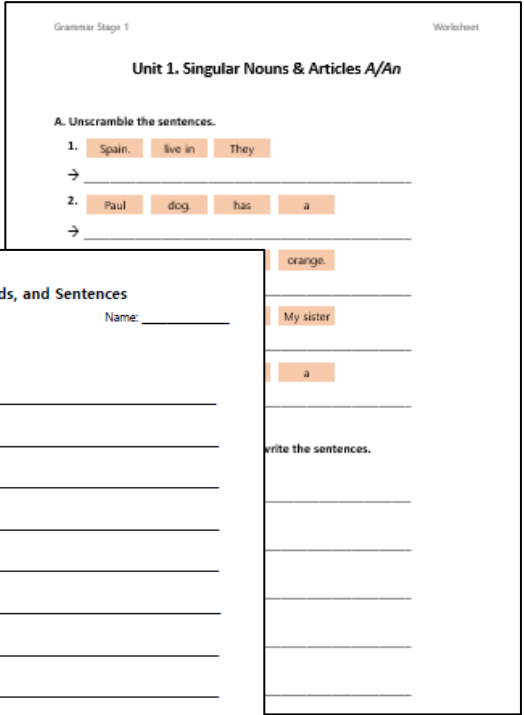 Grammar Stage 1 Worksheet
Unit 1. Singular Nouns & Articles A/An
A. Unscramble the sentences.
1. Spain. live in They
→
2. Paul dog. has a
→
orange.
My sister
a
write the sentences.
ds, and Sentences
Name: